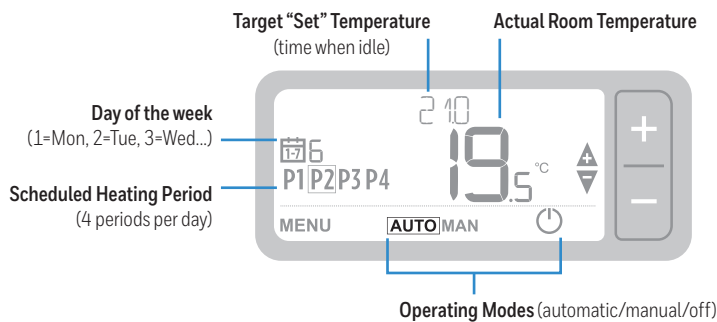 Target “Set” Temperature
(time when idle)
Actual Room Temperature
Day of the week
(1=Mon, 2=Tue, 3=Wed...)
Scheduled Heating Period
(4 periods per day)
21.0
1-7 6
19.5 °C
P1 P2 P3 P4
+
−
+
−
MENU AUTO MAN
Operating Modes (automatic/manual/off)